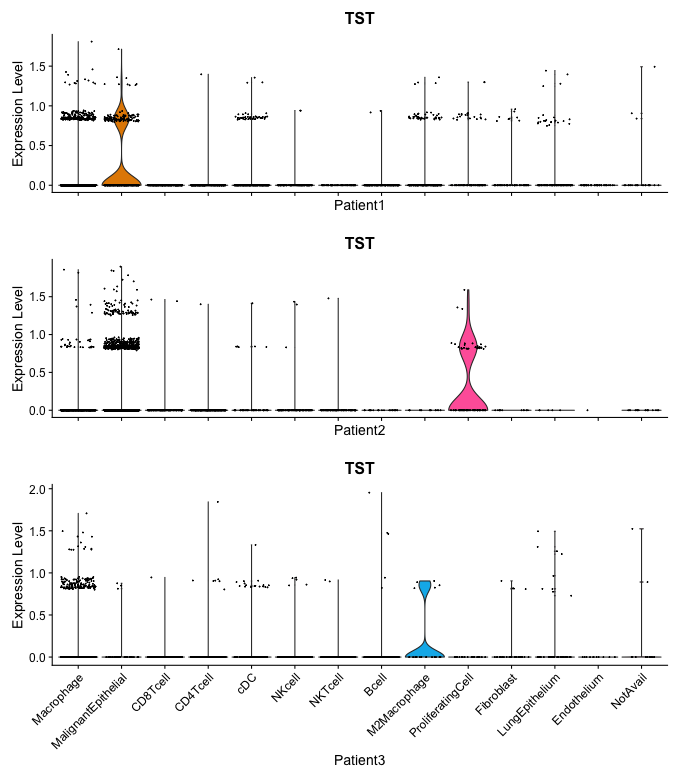 TST
Expression Level
1.5
1.0
0.5
0.0
Patient1
TST
Expression Level
1.5
1.0
0.5
0.0
Patient2
TST
Expression Level
2.0
1.5
1.0
0.5
0.0
Macrophage
MalignantEpithelial
CD8Tcell
CD4Tcell
cDC
NKcell
NKTcell
Bcell
M2Macrophage
ProliferatingCell
Fibroblast
LungEpithelium
Endothelium
NotAvail
Patient3